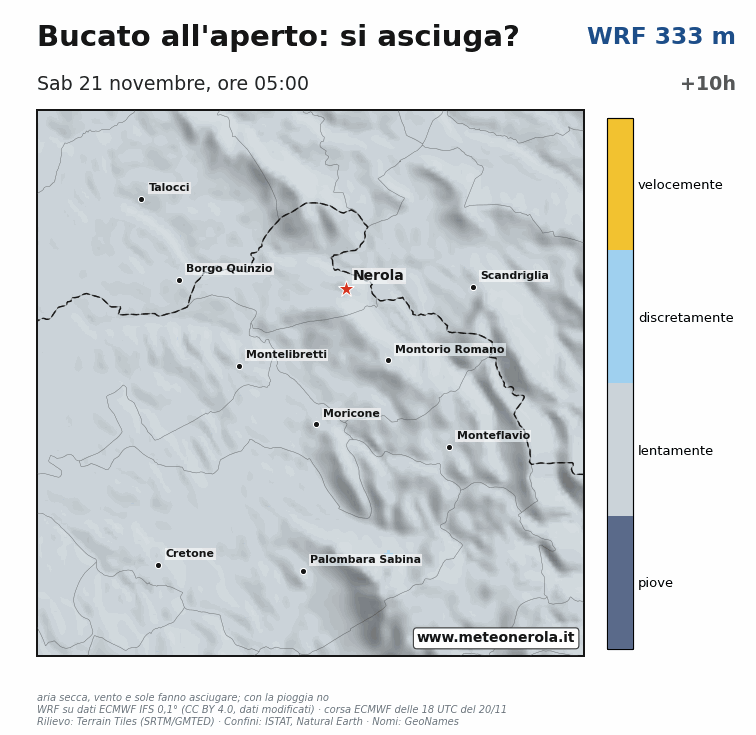 Bucato all'aperto: si asciuga?
WRF 333 m
Sab 21 novembre, ore 05:00
+10h
Talocci
Borgo Quinzio
Nerola
Scandriglia
Montelibretti
Montorio Romano
Moricone
Monteflavio
Cretone
Palombara Sabina
www.meteonerola.it
velocemente
discretamente
lentamente
piove
aria secca, vento e sole fanno asciugare; con la pioggia no
WRF su dati ECMWF IFS 0,1° (CC BY 4.0, dati modificati) · corsa ECMWF delle 18 UTC del 20/11
Rilievo: Terrain Tiles (SRTM/GMTED) · Confini: ISTAT, Natural Earth · Nomi: GeoNames